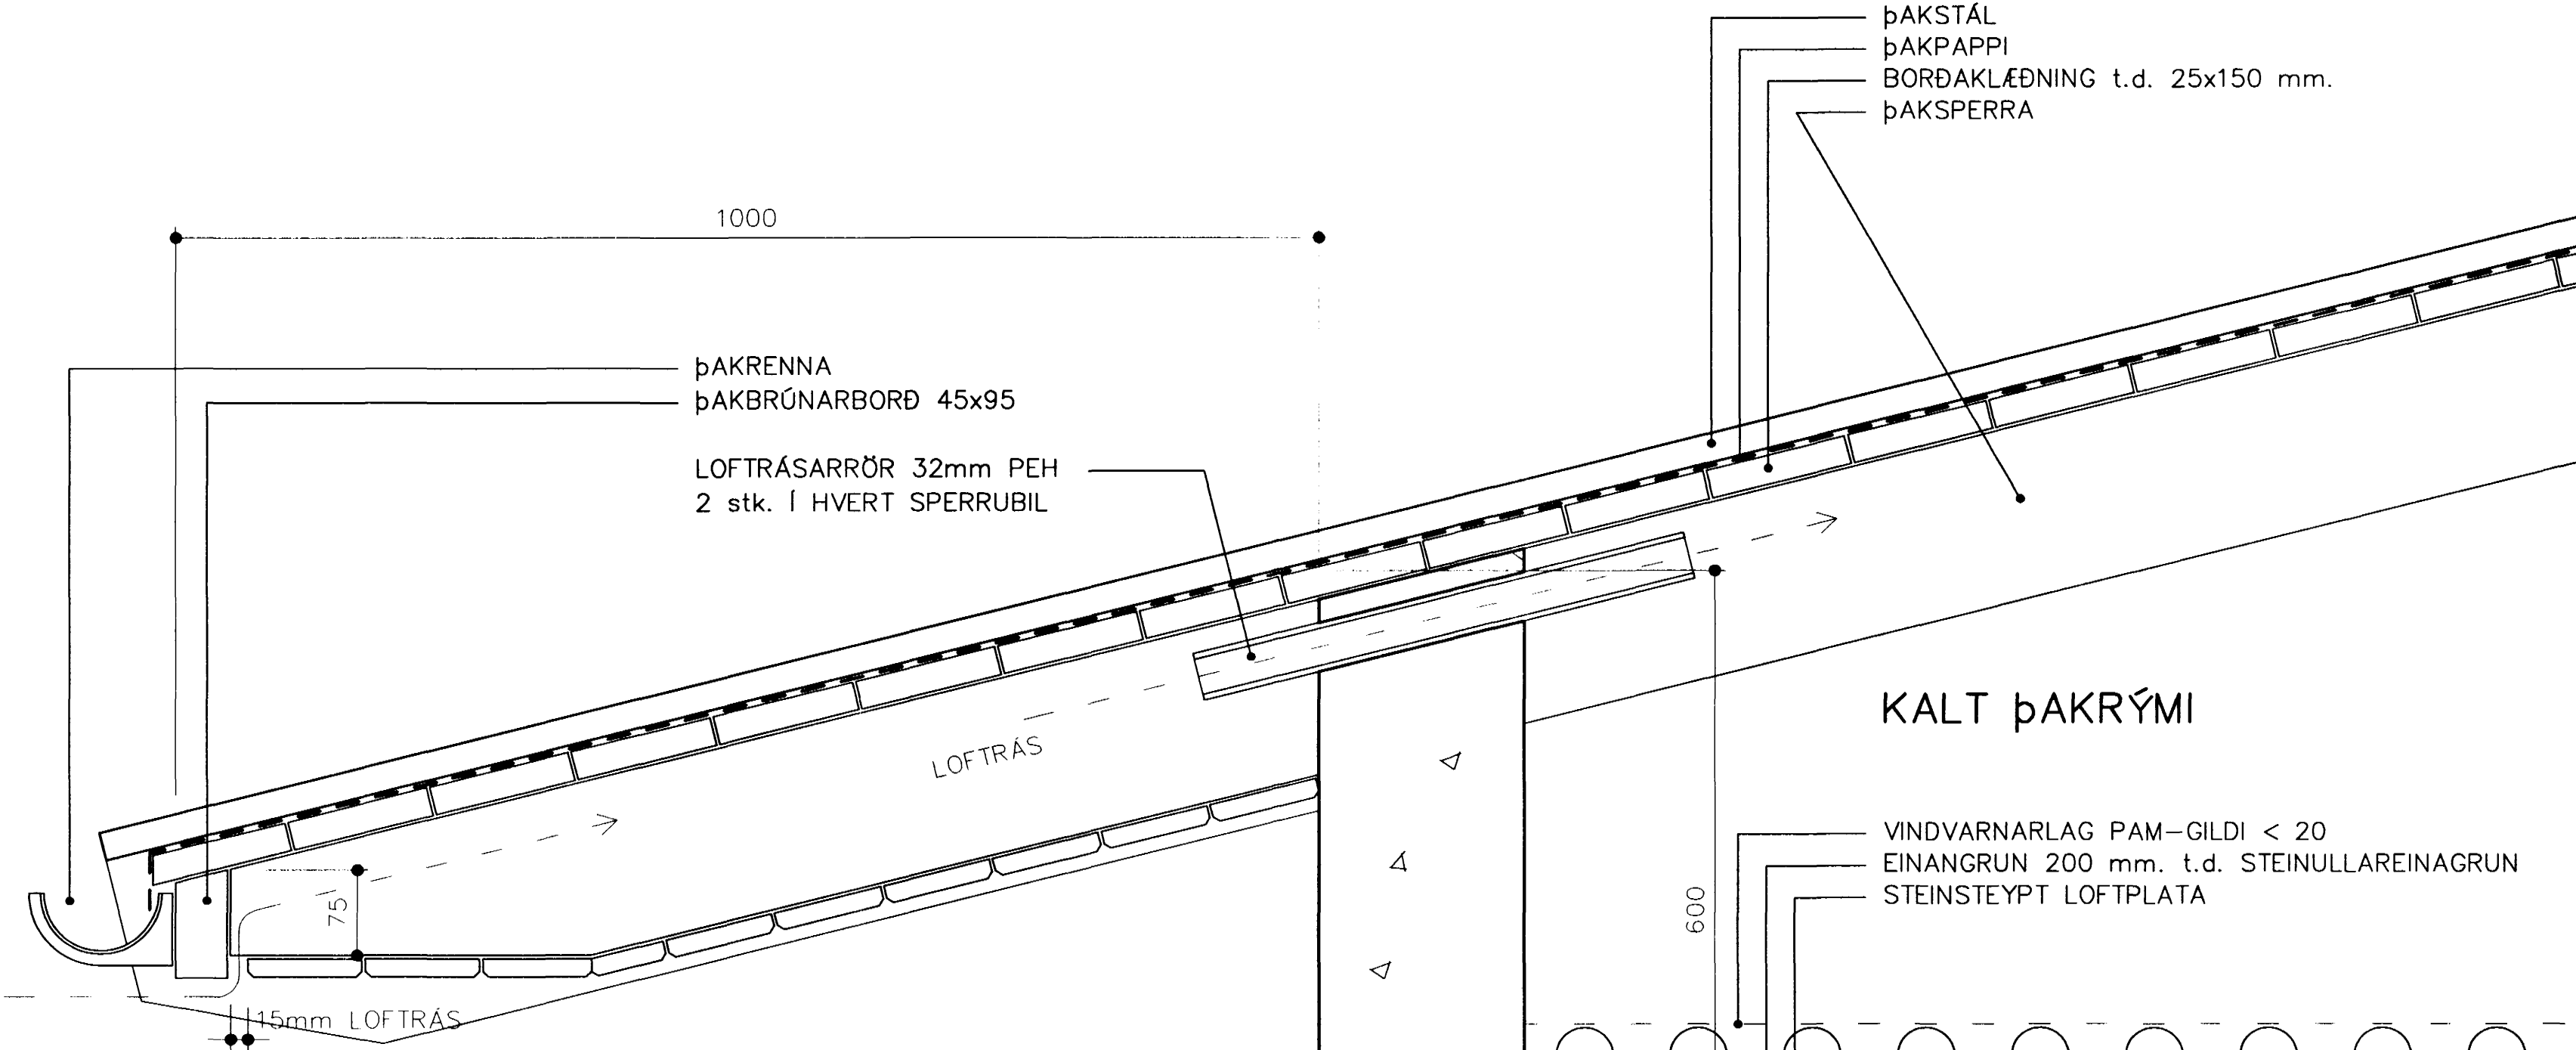 þAKSTÁL
þAKPAPPI
BORÐAKLÆÐNING t.d. 25x150 mm.
þAKSPERRA
1000
þAKRENNA
þAKBRÚNARBORÐ 45x95
LOFTRÁSARRÖR 32mm PEH
2 stk. Í HVERT SPERRUBIL
KALT þAKRÝMI
LOFTRÁS
VINDVARNARLAG PAM-GILDI < 20
EINANGRUN 200 mm. t.d. STEINULLAREINAGRUN
STEINSTEYPT LOFTPLATA
75
600
15mm LOFTRÁS